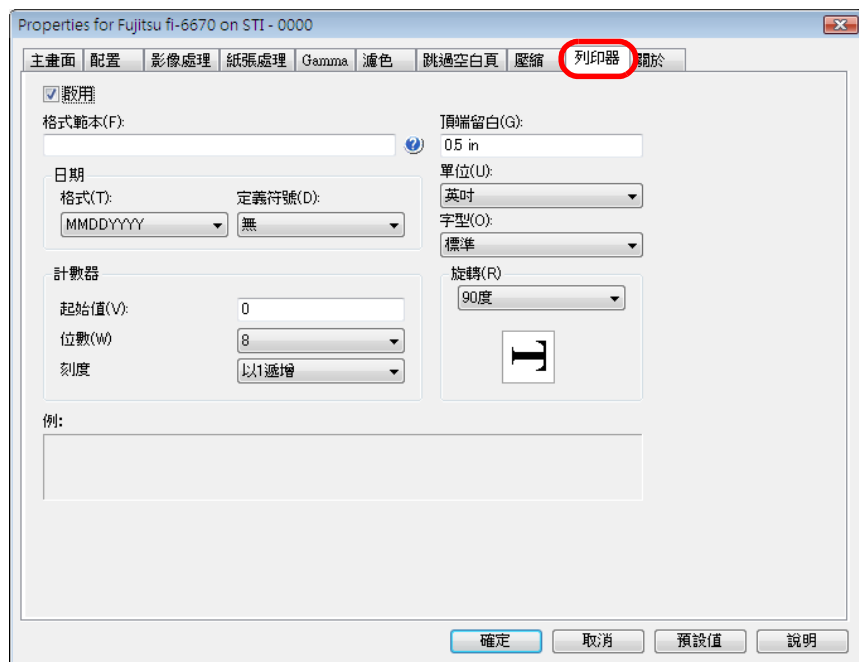 Properties for Fujitsu fi-6670 on STI - 0000
主畫面 配置 影像處理 紙張處理 Gamma 濾色 跳過空白頁 壓縮 列印器 關於
啟用
格式範本(F):
頂端留白(G):
0.5 in
日期
格式(T): 定義符號(D):
MMDDYYYY 無
單位(U):
英吋
字型(O):
標準
計數器
起始值(V): 0
位數(W) 8
刻度 以1遞增
旋轉(R)
90度
T
例:
確定 取消 預設值 說明